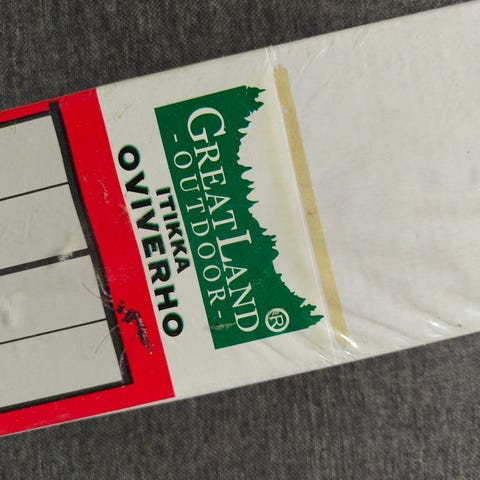 GREATLAND®
-OUTDOOR-
ITIKKA
OVIVERHO